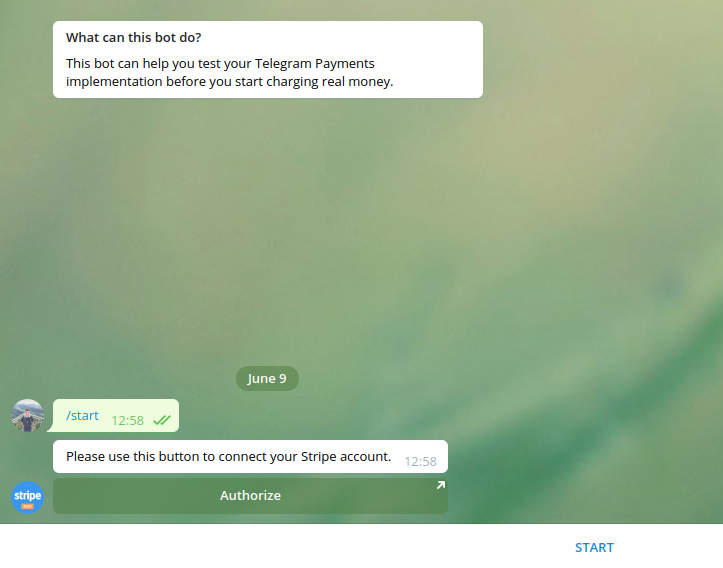 What can this bot do?
This bot can help you test your Telegram Payments
implementation before you start charging real money.
June 9
/start 12:58
Please use this button to connect your Stripe account. 12:58
stripe
TEST
Authorize
START